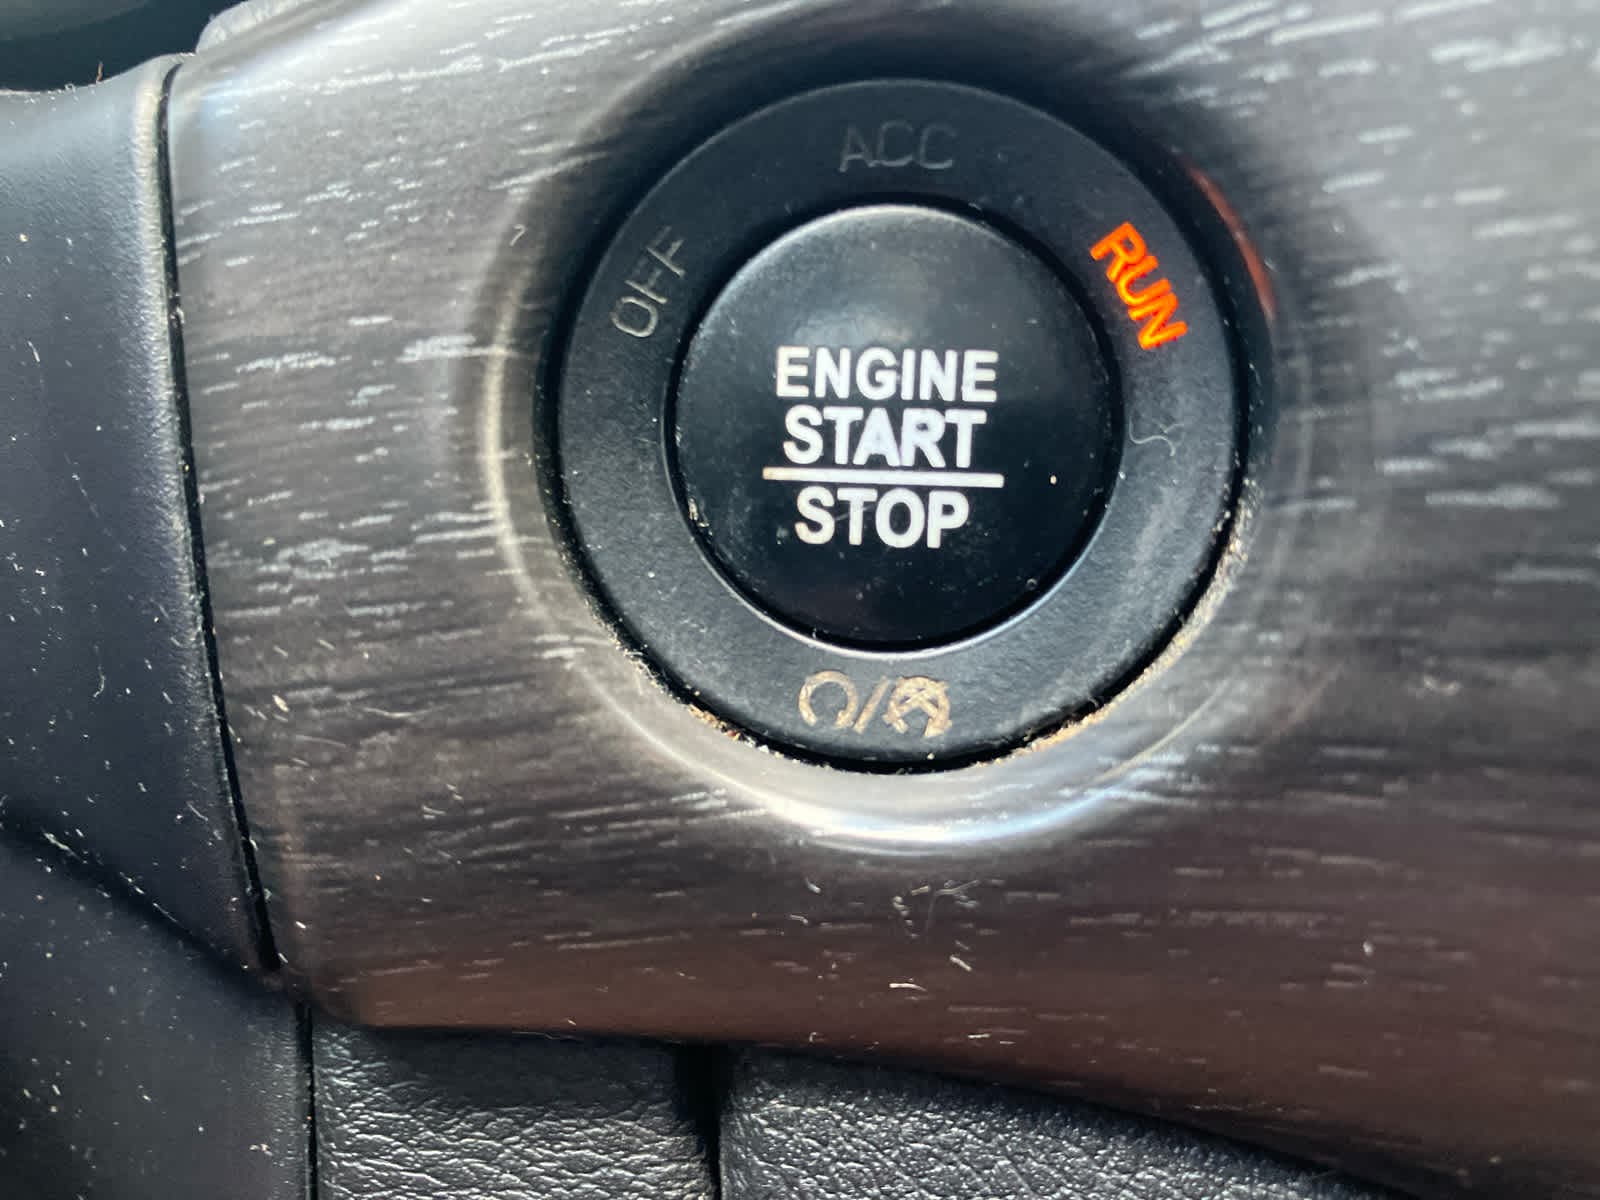 ACC
OFF
RUN
ENGINE
START
STOP